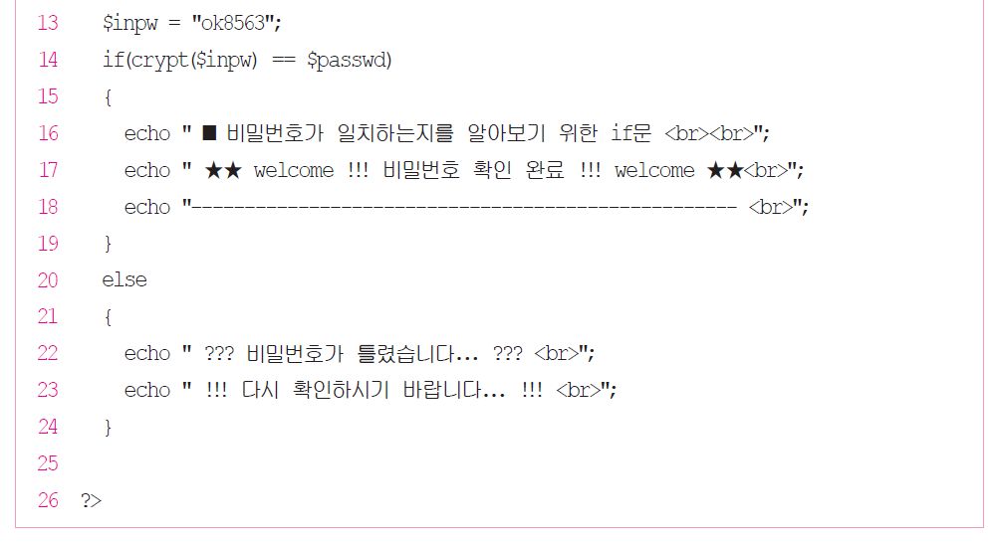 13 $inpw = "ok8563";
14 if(crypt($inpw) == $passwd)
15 {
16 echo " ■ 비밀번호가 일치하는지를 알아보기 위한 if문 <br><br>";
17 echo " ★★ welcome !!! 비밀번호 확인 완료 !!! welcome ★★<br>";
18 echo "--------------------------------------------------- <br>";
19 }
20 else
21 {
22 echo " ??? 비밀번호가 틀렸습니다... ??? <br>";
23 echo " !!! 다시 확인하시기 바랍니다... !!! <br>";
24 }
25
26 ?>